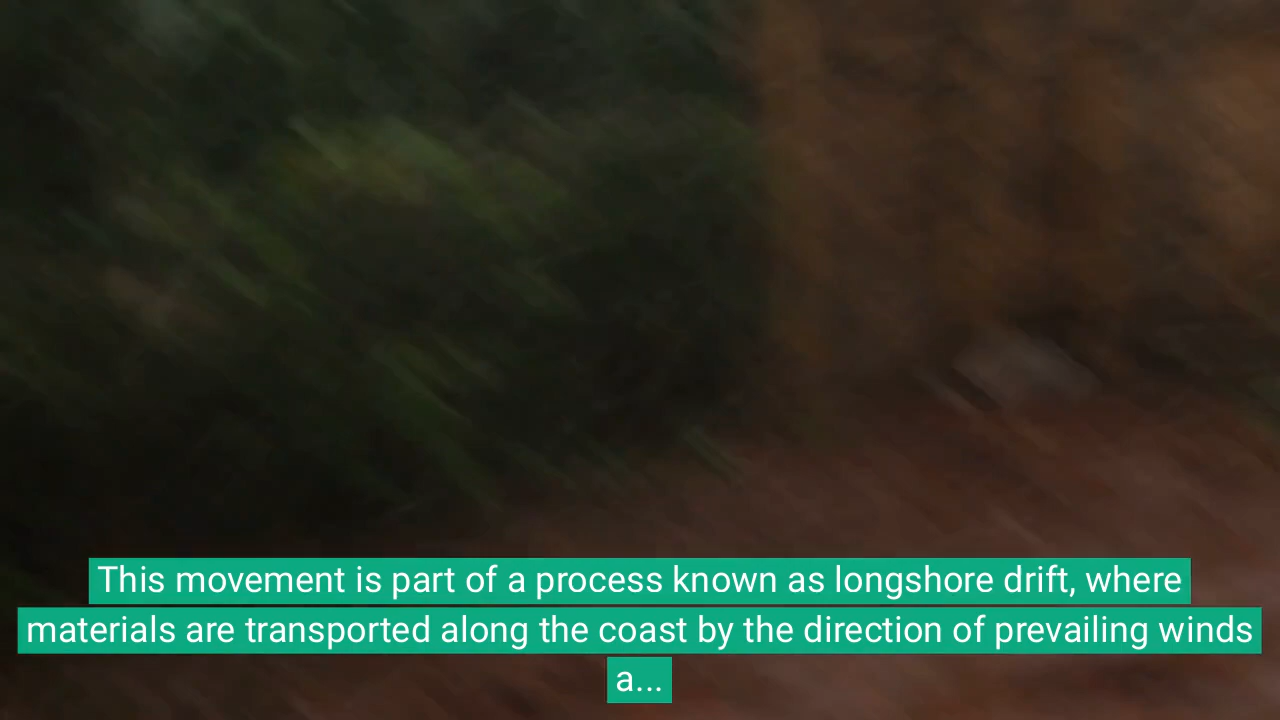 This movement is part of a process known as longshore drift, where
materials are transported along the coast by the direction of prevailing winds
a...